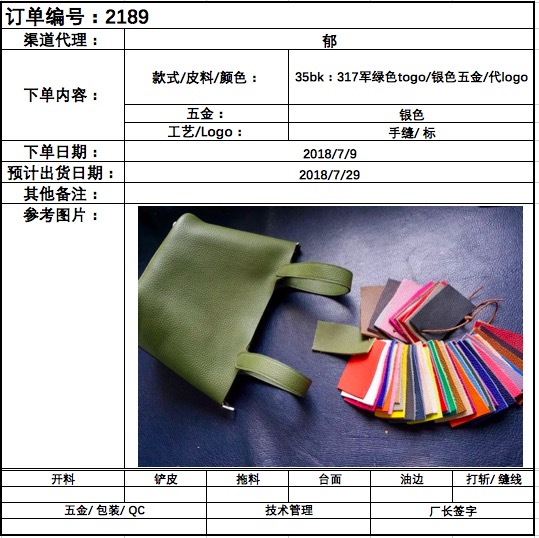 订单编号：2189
渠道代理：
郁
下单内容：
款式/皮料/颜色：
35bk：317军绿色togo/银色五金/代logo
五金：
银色
工艺/Logo：
手缝/ 标
下单日期：
2018/7/9
预计出货日期：
2018/7/29
其他备注：
参考图片：
开料
铲皮
拖料
台面
油边
打斩/ 缝线
五金/ 包装/ QC
技术管理
厂长签字